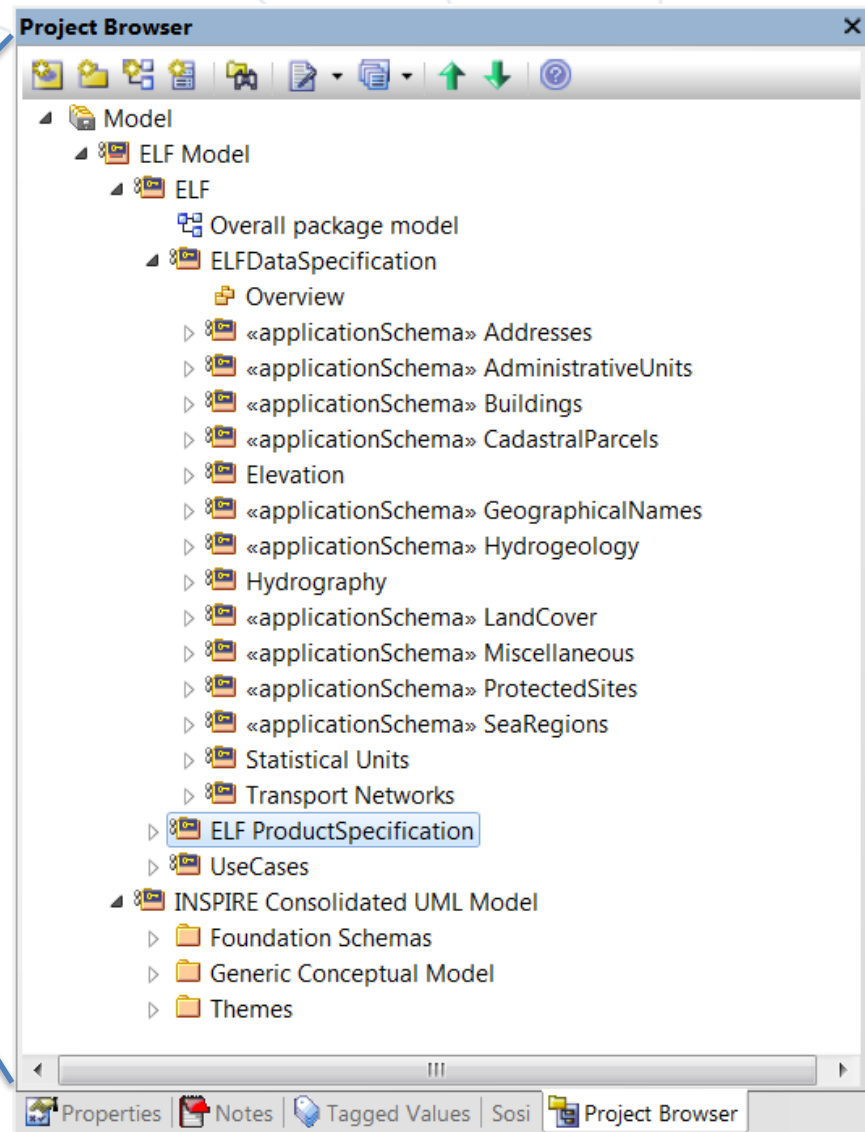 Project Browser
Model
ELF Model
ELF
Overall package model
ELFDataSpecification
Overview
«applicationSchema» Addresses
«applicationSchema» AdministrativeUnits
«applicationSchema» Buildings
«applicationSchema» CadastralParcels
Elevation
«applicationSchema» GeographicalNames
«applicationSchema» Hydrogeology
Hydrography
«applicationSchema» LandCover
«applicationSchema» Miscellaneous
«applicationSchema» ProtectedSites
«applicationSchema» SeaRegions
Statistical Units
Transport Networks
ELF ProductSpecification
UseCases
INSPIRE Consolidated UML Model
Foundation Schemas
Generic Conceptual Model
Themes
Properties Notes Tagged Values Sosi Project Browser